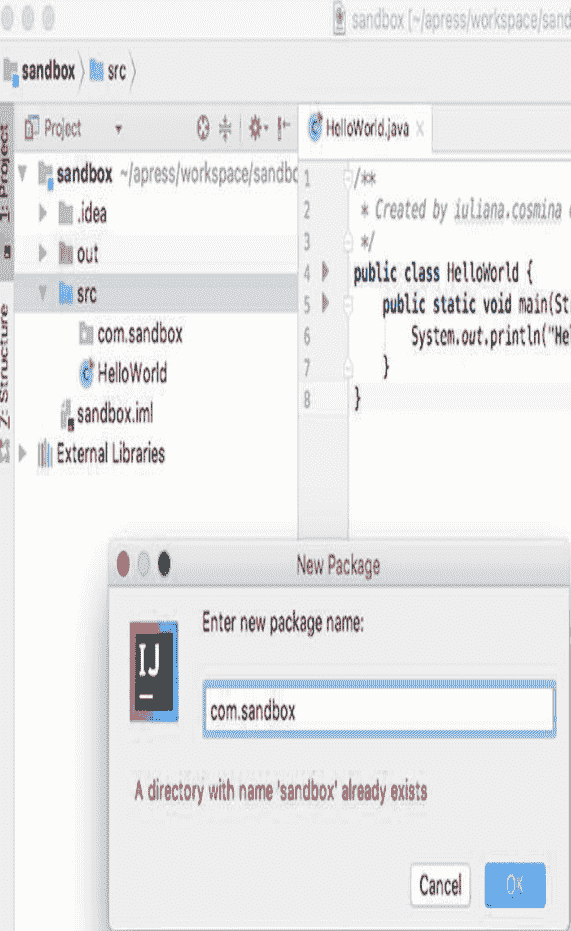 sandbox [~/apress/workspace/sand
sandbox src
1: Project
Project
HelloWorld.java
sandbox ~/apress/workspace/sandbo
.idea
out
src
com.sandbox
HelloWorld
sandbox.iml
External Libraries
Z: Structure
1 /**
2 * Created by iuliana.cosmina
3 */
4 public class HelloWorld {
5 public static void main(St
6 System.out.println("Hel
7 }
8 }
New Package
IJ
Enter new package name:
com.sandbox
A directory with name 'sandbox' already exists
Cancel OK